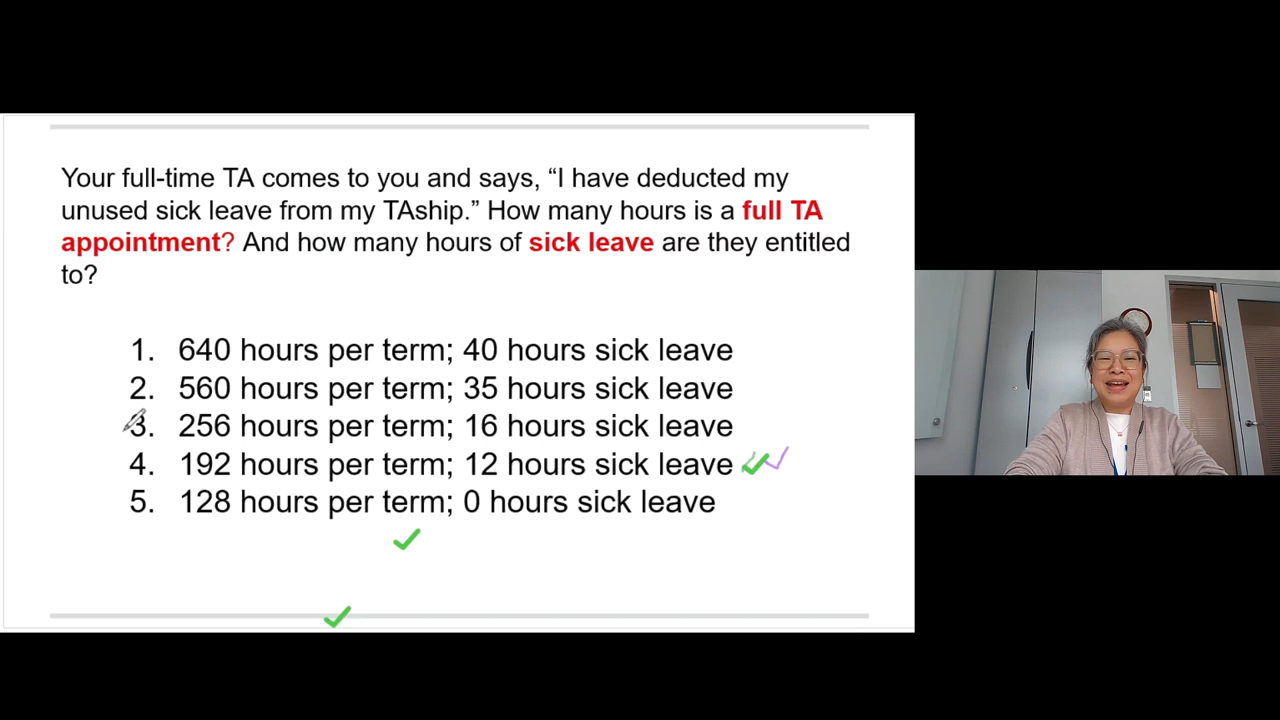 Your full-time TA comes to you and says, “I have deducted my
unused sick leave from my TAship.” How many hours is a full TA
appointment? And how many hours of sick leave are they entitled
to?
1. 640 hours per term; 40 hours sick leave
2. 560 hours per term; 35 hours sick leave
3. 256 hours per term; 16 hours sick leave
4. 192 hours per term; 12 hours sick leave
5. 128 hours per term; 0 hours sick leave